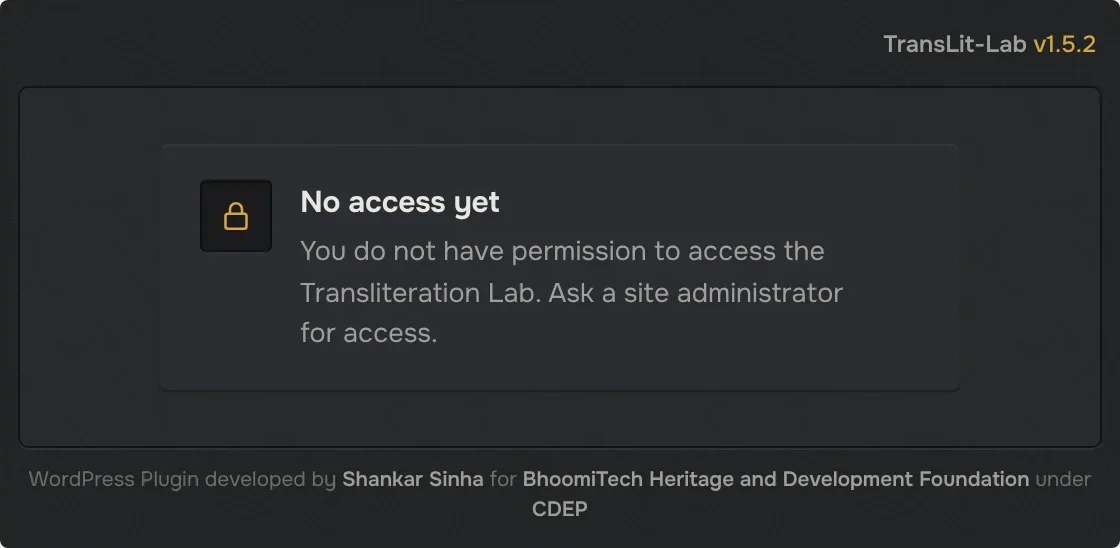 TransLit-Lab v1.5.2
No access yet
You do not have permission to access the
Transliteration Lab. Ask a site administrator
for access.
WordPress Plugin developed by Shankar Sinha for BhoomiTech Heritage and Development Foundation under
CDEP